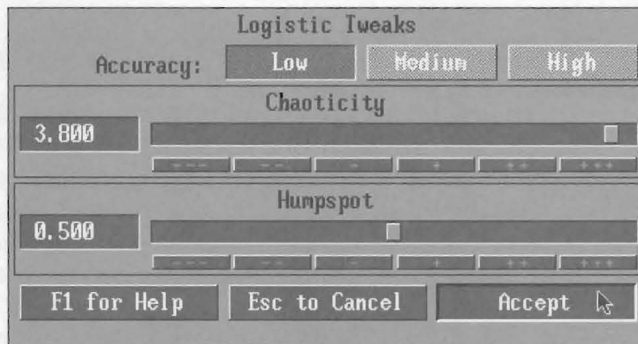 Logistic Tweaks
Accuracy: Low Medium High
Chaoticity
3.800
--- -- - + ++ +++
Humpspot
0.500
--- -- - + ++ +++
F1 for Help Esc to Cancel Accept